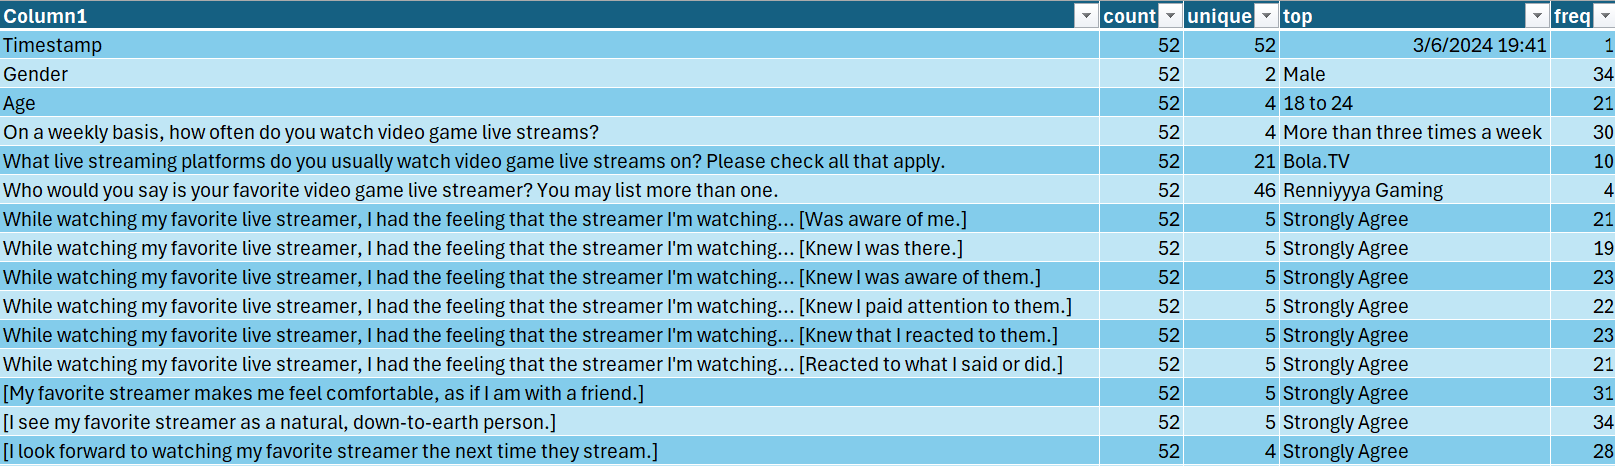 Column1 count unique top freq
Timestamp 52 52 3/6/2024 19:41 1
Gender 52 2 Male 34
Age 52 4 18 to 24 21
On a weekly basis, how often do you watch video game live streams? 52 4 More than three times a week 30
What live streaming platforms do you usually watch video game live streams on? Please check all that apply. 52 21 Bola.TV 10
Who would you say is your favorite video game live streamer? You may list more than one. 52 46 Renniyyya Gaming 4
While watching my favorite live streamer, I had the feeling that the streamer I'm watching... [Was aware of me.] 52 5 Strongly Agree 21
While watching my favorite live streamer, I had the feeling that the streamer I'm watching... [Knew I was there.] 52 5 Strongly Agree 19
While watching my favorite live streamer, I had the feeling that the streamer I'm watching... [Knew I was aware of them.] 52 5 Strongly Agree 23
While watching my favorite live streamer, I had the feeling that the streamer I'm watching... [Knew I paid attention to them.] 52 5 Strongly Agree 22
While watching my favorite live streamer, I had the feeling that the streamer I'm watching... [Knew that I reacted to them.] 52 5 Strongly Agree 23
While watching my favorite live streamer, I had the feeling that the streamer I'm watching... [Reacted to what I said or did.] 52 5 Strongly Agree 21
[My favorite streamer makes me feel comfortable, as if I am with a friend.] 52 5 Strongly Agree 31
[I see my favorite streamer as a natural, down-to-earth person.] 52 5 Strongly Agree 34
[I look forward to watching my favorite streamer the next time they stream.] 52 4 Strongly Agree 28